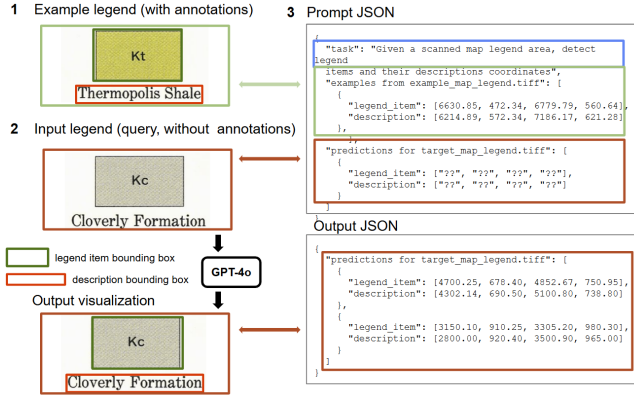 1 Example legend (with annotations)
Kt
Thermopolis Shale
2 Input legend (query, without annotations)
Kc
Cloverly Formation
legend item bounding box
description bounding box
GPT-4o
Output visualization
Kc
Cloverly Formation
3 Prompt JSON
{
"task": "Given a scanned map legend area, detect
legend
items and their descriptions coordinates",
"examples from example_map_legend.tiff": [
{
"legend_item": [6630.85, 472.34, 6779.79, 560.64],
"description": [6214.89, 572.34, 7186.17, 621.28]
},
},
"predictions for target_map_legend.tiff": [
{
"legend_item": ["??", "??", "??", "??"],
"description": ["??", "??", "??", "??"]
}
]
}
Output JSON
{
"predictions for target_map_legend.tiff": [
{
"legend_item": [4700.25, 678.40, 4852.67, 750.95],
"description": [4302.14, 690.50, 5100.80, 738.80]
},
{
"legend_item": [3150.10, 910.25, 3305.20, 980.30],
"description": [2800.00, 920.40, 3500.90, 965.00]
}
]
}